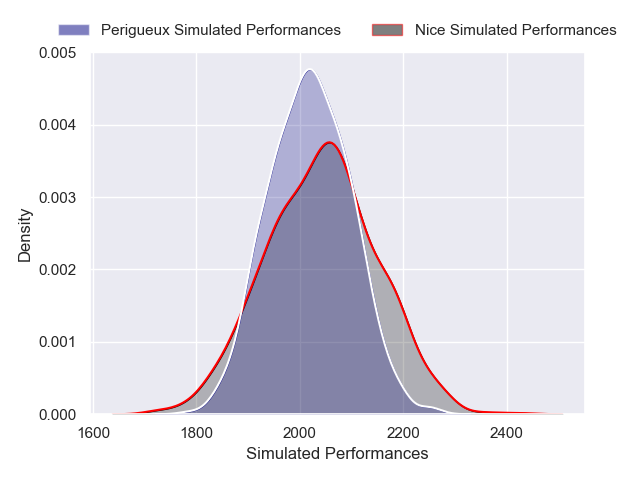 Perigueux Simulated Performances
Nice Simulated Performances
0.005
0.004
0.003
0.002
0.001
0.000
Density
1600
1800
2000
2200
2400
Simulated Performances